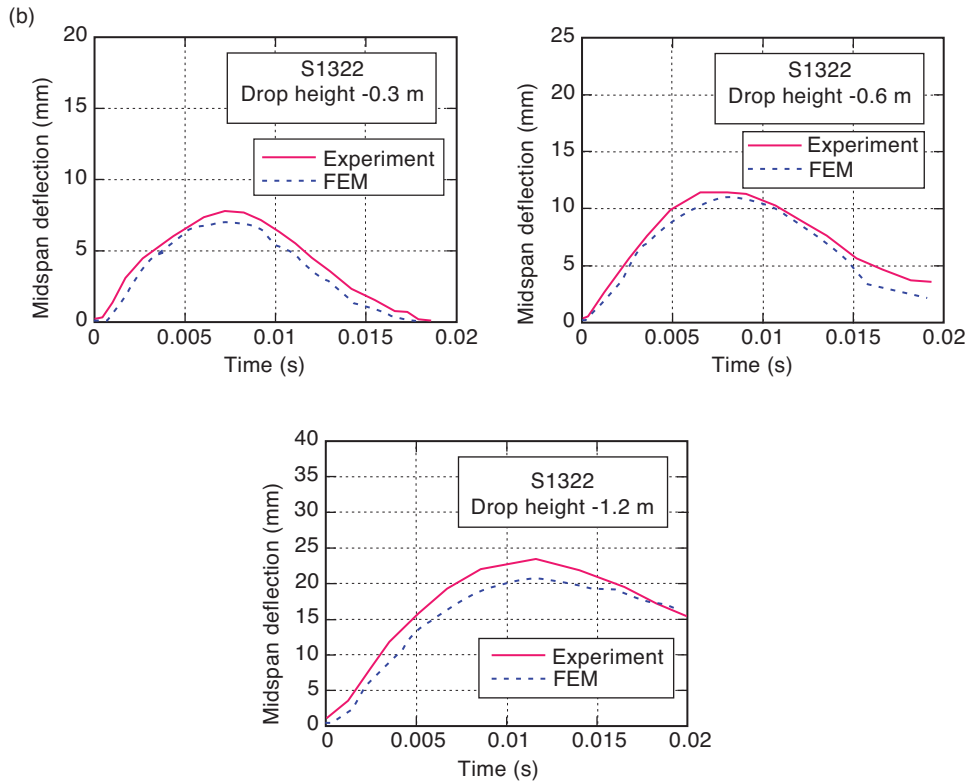 (b)
20
15
10
5
0
Midspan deflection (mm)
S1322
Drop height -0.3 m
Experiment
FEM
0
0.005
0.01
0.015
0.02
Time (s)
25
20
15
10
5
0
Midspan deflection (mm)
S1322
Drop height -0.6 m
Experiment
FEM
0
0.005
0.01
0.015
0.02
Time (s)
40
35
30
25
20
15
10
5
0
Midspan deflection (mm)
S1322
Drop height -1.2 m
Experiment
FEM
0
0.005
0.01
0.015
0.02
Time (s)